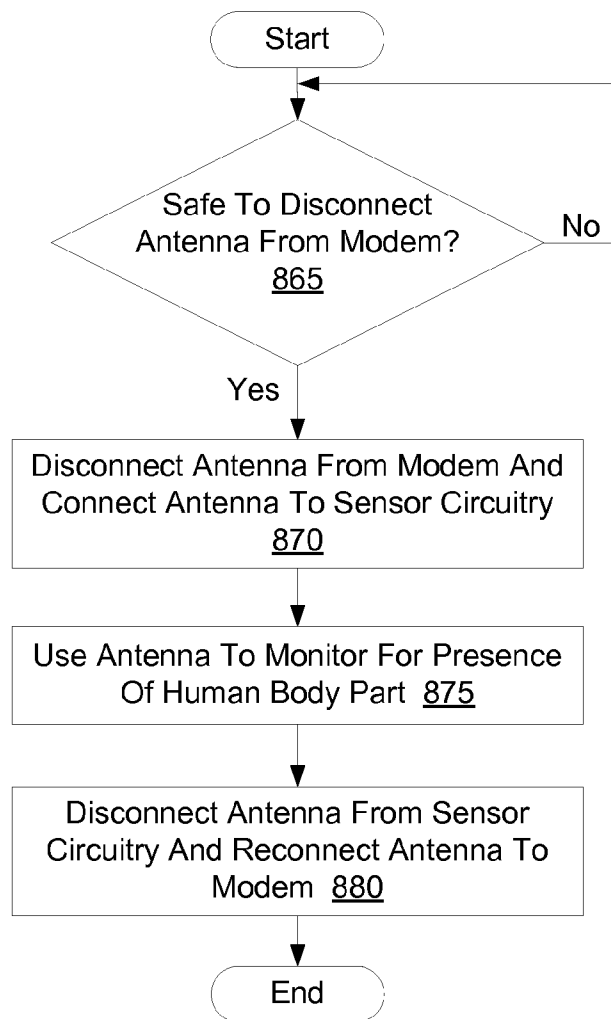 Start
Safe To Disconnect
Antenna From Modem?
865
No
Yes
Disconnect Antenna From Modem And
Connect Antenna To Sensor Circuitry
870
Use Antenna To Monitor For Presence
Of Human Body Part 875
Disconnect Antenna From Sensor
Circuitry And Reconnect Antenna To
Modem 880
End